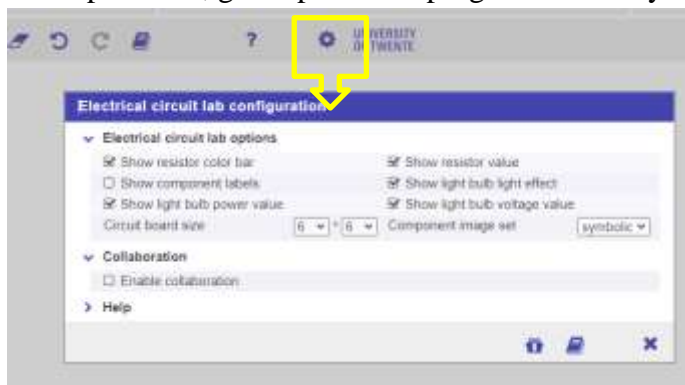 ?
UNIVERSITY
OF TWENTE
Electrical circuit lab configuration
Electrical circuit lab options
Show resistor color bar Show resistor value
Show component labels Show light bulb light effect
Show light bulb power value Show light bulb voltage value
Circuit board size 6 * 6 Component image set symbolic
Collaboration
Enable collaboration
Help